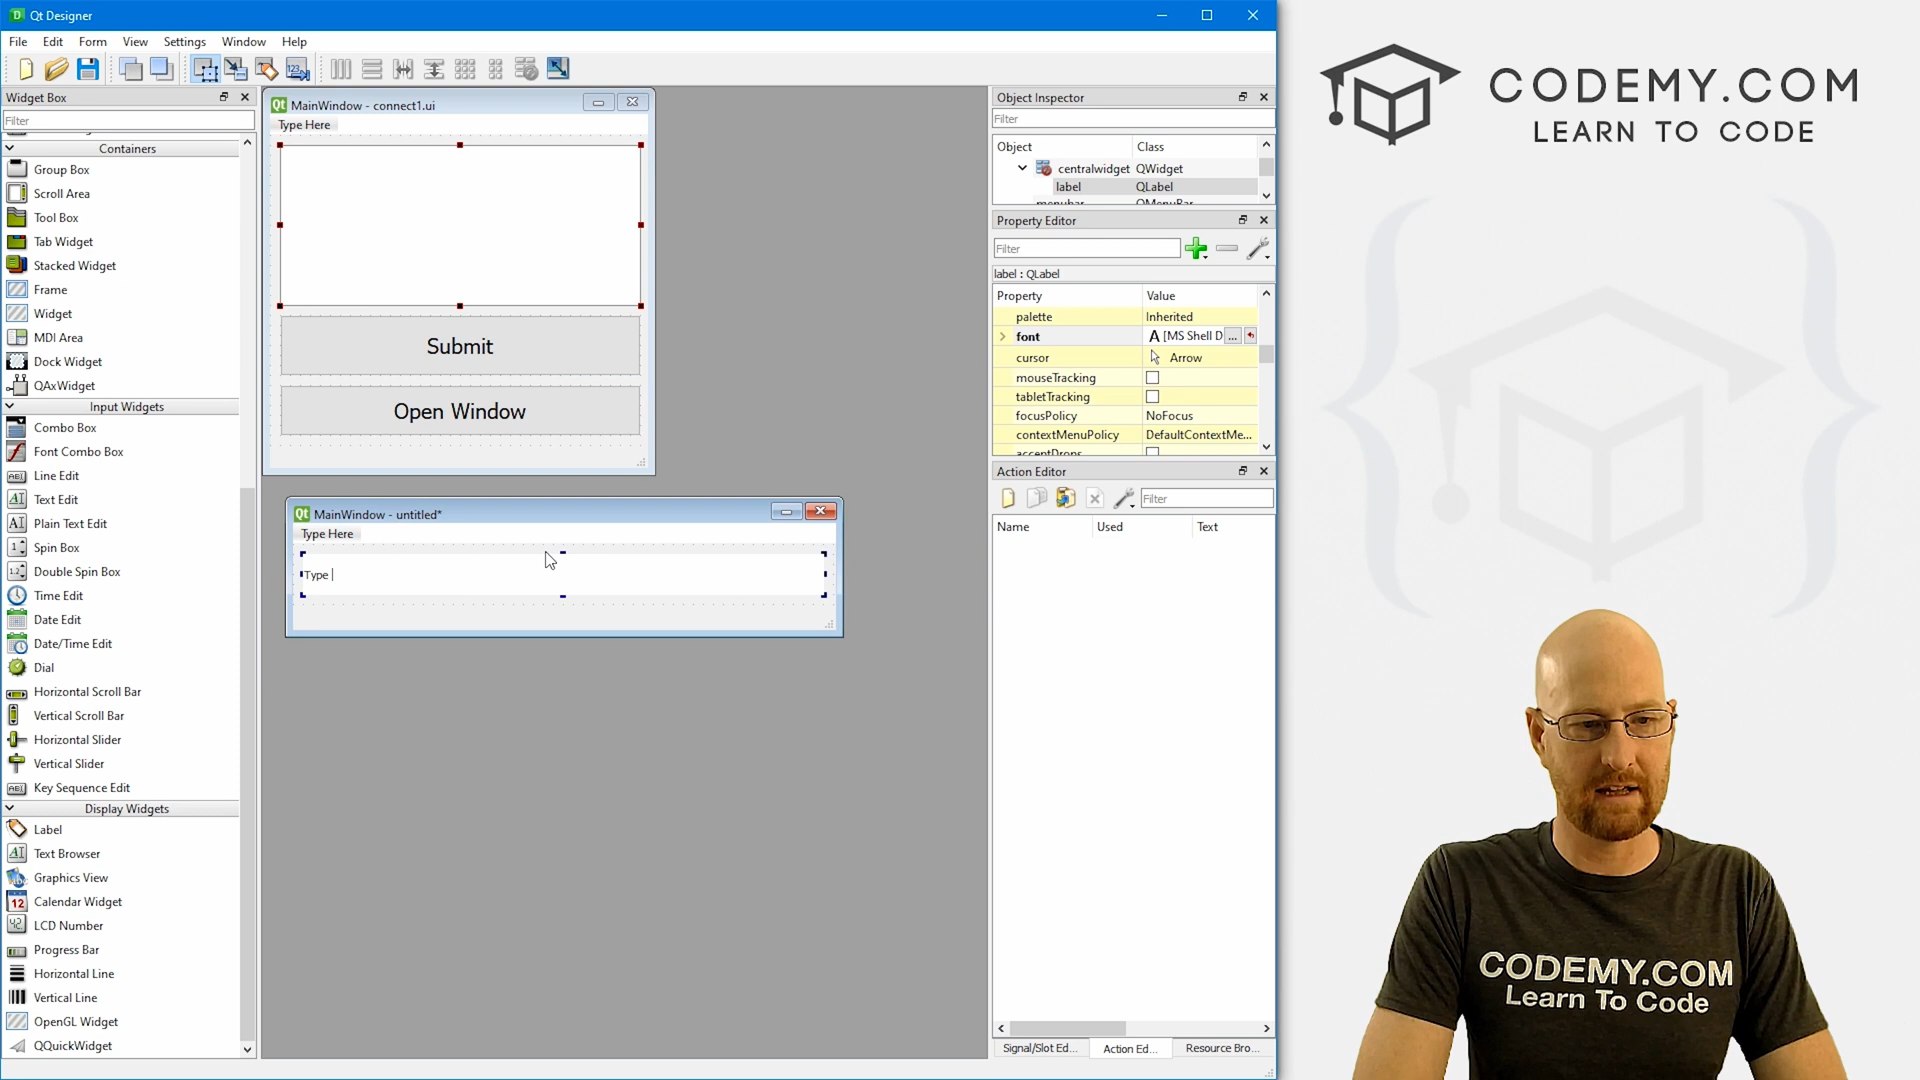 Qt Designer
File Edit Form View Settings Window Help
Widget Box
Filter
Containers
Group Box
Scroll Area
Tool Box
Tab Widget
Stacked Widget
Frame
Widget
MDI Area
Dock Widget
QAxWidget
Input Widgets
Combo Box
Font Combo Box
Line Edit
Text Edit
Plain Text Edit
Spin Box
Double Spin Box
Time Edit
Date Edit
Date/Time Edit
Dial
Horizontal Scroll Bar
Vertical Scroll Bar
Horizontal Slider
Vertical Slider
Key Sequence Edit
Display Widgets
Label
Text Browser
Graphics View
Calendar Widget
LCD Number
Progress Bar
Horizontal Line
Vertical Line
OpenGL Widget
QQuickWidget
MainWindow - connect1.ui
Type Here
Submit
Open Window
MainWindow - untitled*
Type Here
Type
Object Inspector
Filter
Object Class
centralwidget QWidget
label QLabel
menubar QMenuBar
Property Editor
Filter
label : QLabel
Property Value
palette Inherited
font A [MS Shell D ...
cursor Arrow
mouseTracking
tabletTracking
focusPolicy NoFocus
contextMenuPolicy DefaultContextMe...
acceptDrops
Action Editor
Filter
Name Used Text
Signal/Slot Ed... Action Ed... Resource Bro...
CODEMY.COM
LEARN TO CODE
CODEMY.COM
Learn To Code